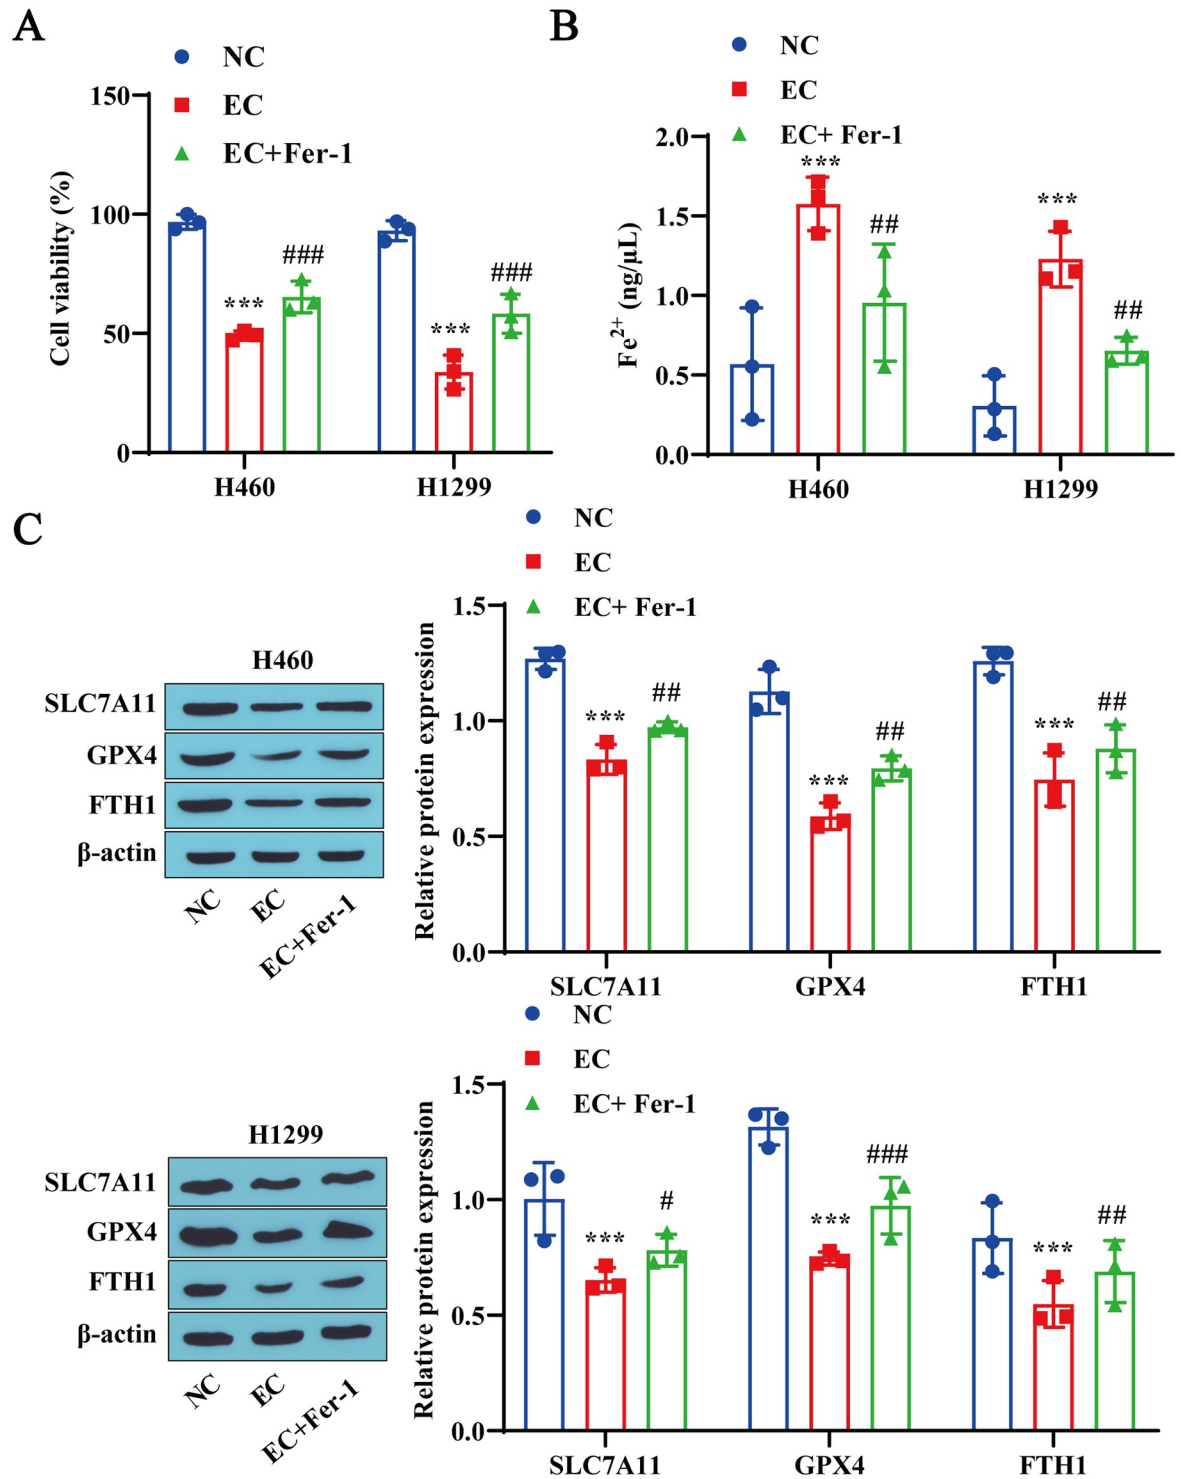 A
NC
EC
EC+Fer-1
Cell viability (%)
150
100
50
0
***
###
***
###
H460
H1299
B
NC
EC
EC+ Fer-1
Fe²⁺ (ng/μL)
2.0
1.5
1.0
0.5
0.0
***
##
***
##
H460
H1299
C
H460
SLC7A11
GPX4
FTH1
β-actin
NC
EC
EC+Fer-1
NC
EC
EC+ Fer-1
Relative protein expression
1.5
1.0
0.5
0.0
***
##
***
##
***
##
SLC7A11
GPX4
FTH1
H1299
SLC7A11
GPX4
FTH1
β-actin
NC
EC
EC+Fer-1
NC
EC
EC+ Fer-1
Relative protein expression
1.5
1.0
0.5
0.0
***
#
***
###
***
##
SLC7A11
GPX4
FTH1